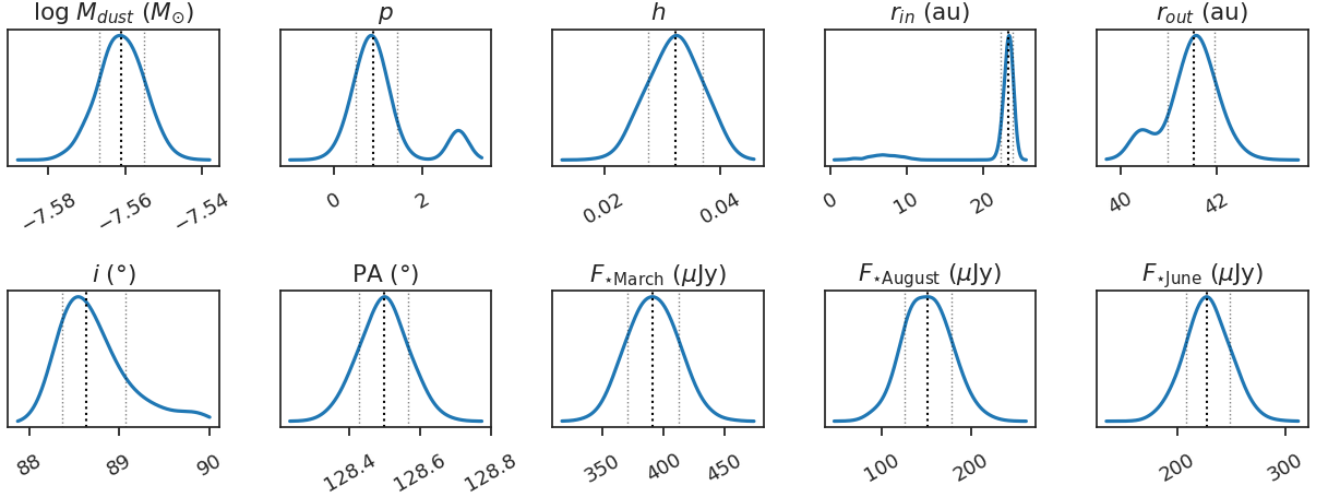 log M_dust (M_⊙) p h r_in (au) r_out (au)
−7.58 −7.56 −7.54 0 2 0.02 0.04 0 10 20 40 42
i (°) PA (°) F_⋆March (μJy) F_⋆August (μJy) F_⋆June (μJy)
88 89 90 128.4 128.6 128.8 350 400 450 100 200 200 300